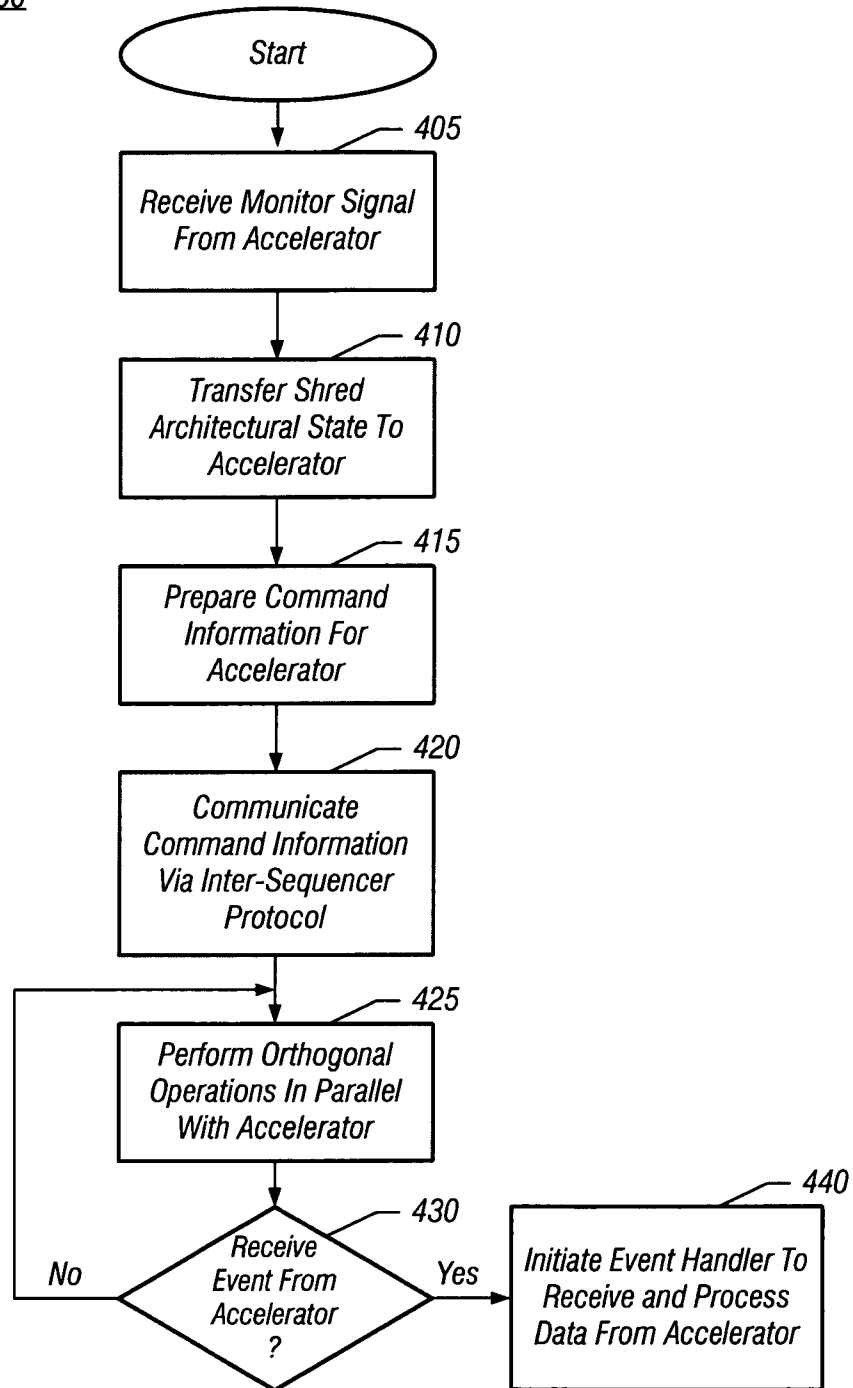 Start
405
Receive Monitor Signal
From Accelerator
410
Transfer Shred
Architectural State To
Accelerator
415
Prepare Command
Information For
Accelerator
420
Communicate
Command Information
Via Inter-Sequencer
Protocol
425
Perform Orthogonal
Operations In Parallel
With Accelerator
430
Receive
Event From
Accelerator
?
No
Yes
440
Initiate Event Handler To
Receive and Process
Data From Accelerator